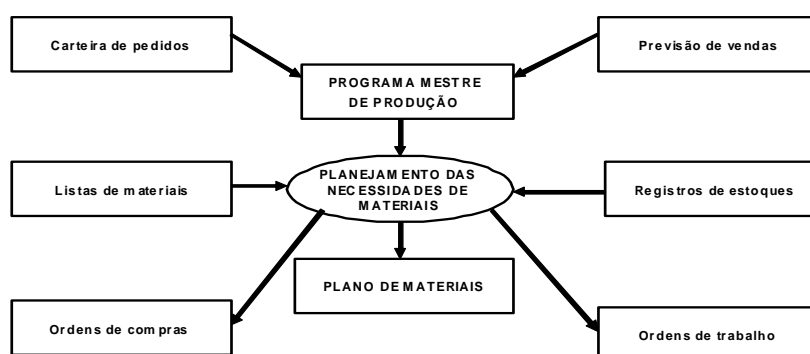 Carteira de pedidos
Previsão de vendas
PROGRAMA MESTRE
DE PRODUÇÃO
Listas de materiais
PLANEJAMENTO DAS
NECESSIDADES DE
MATERIAIS
Registros de estoques
PLANO DE MATERIAIS
Ordens de compras
Ordens de trabalho